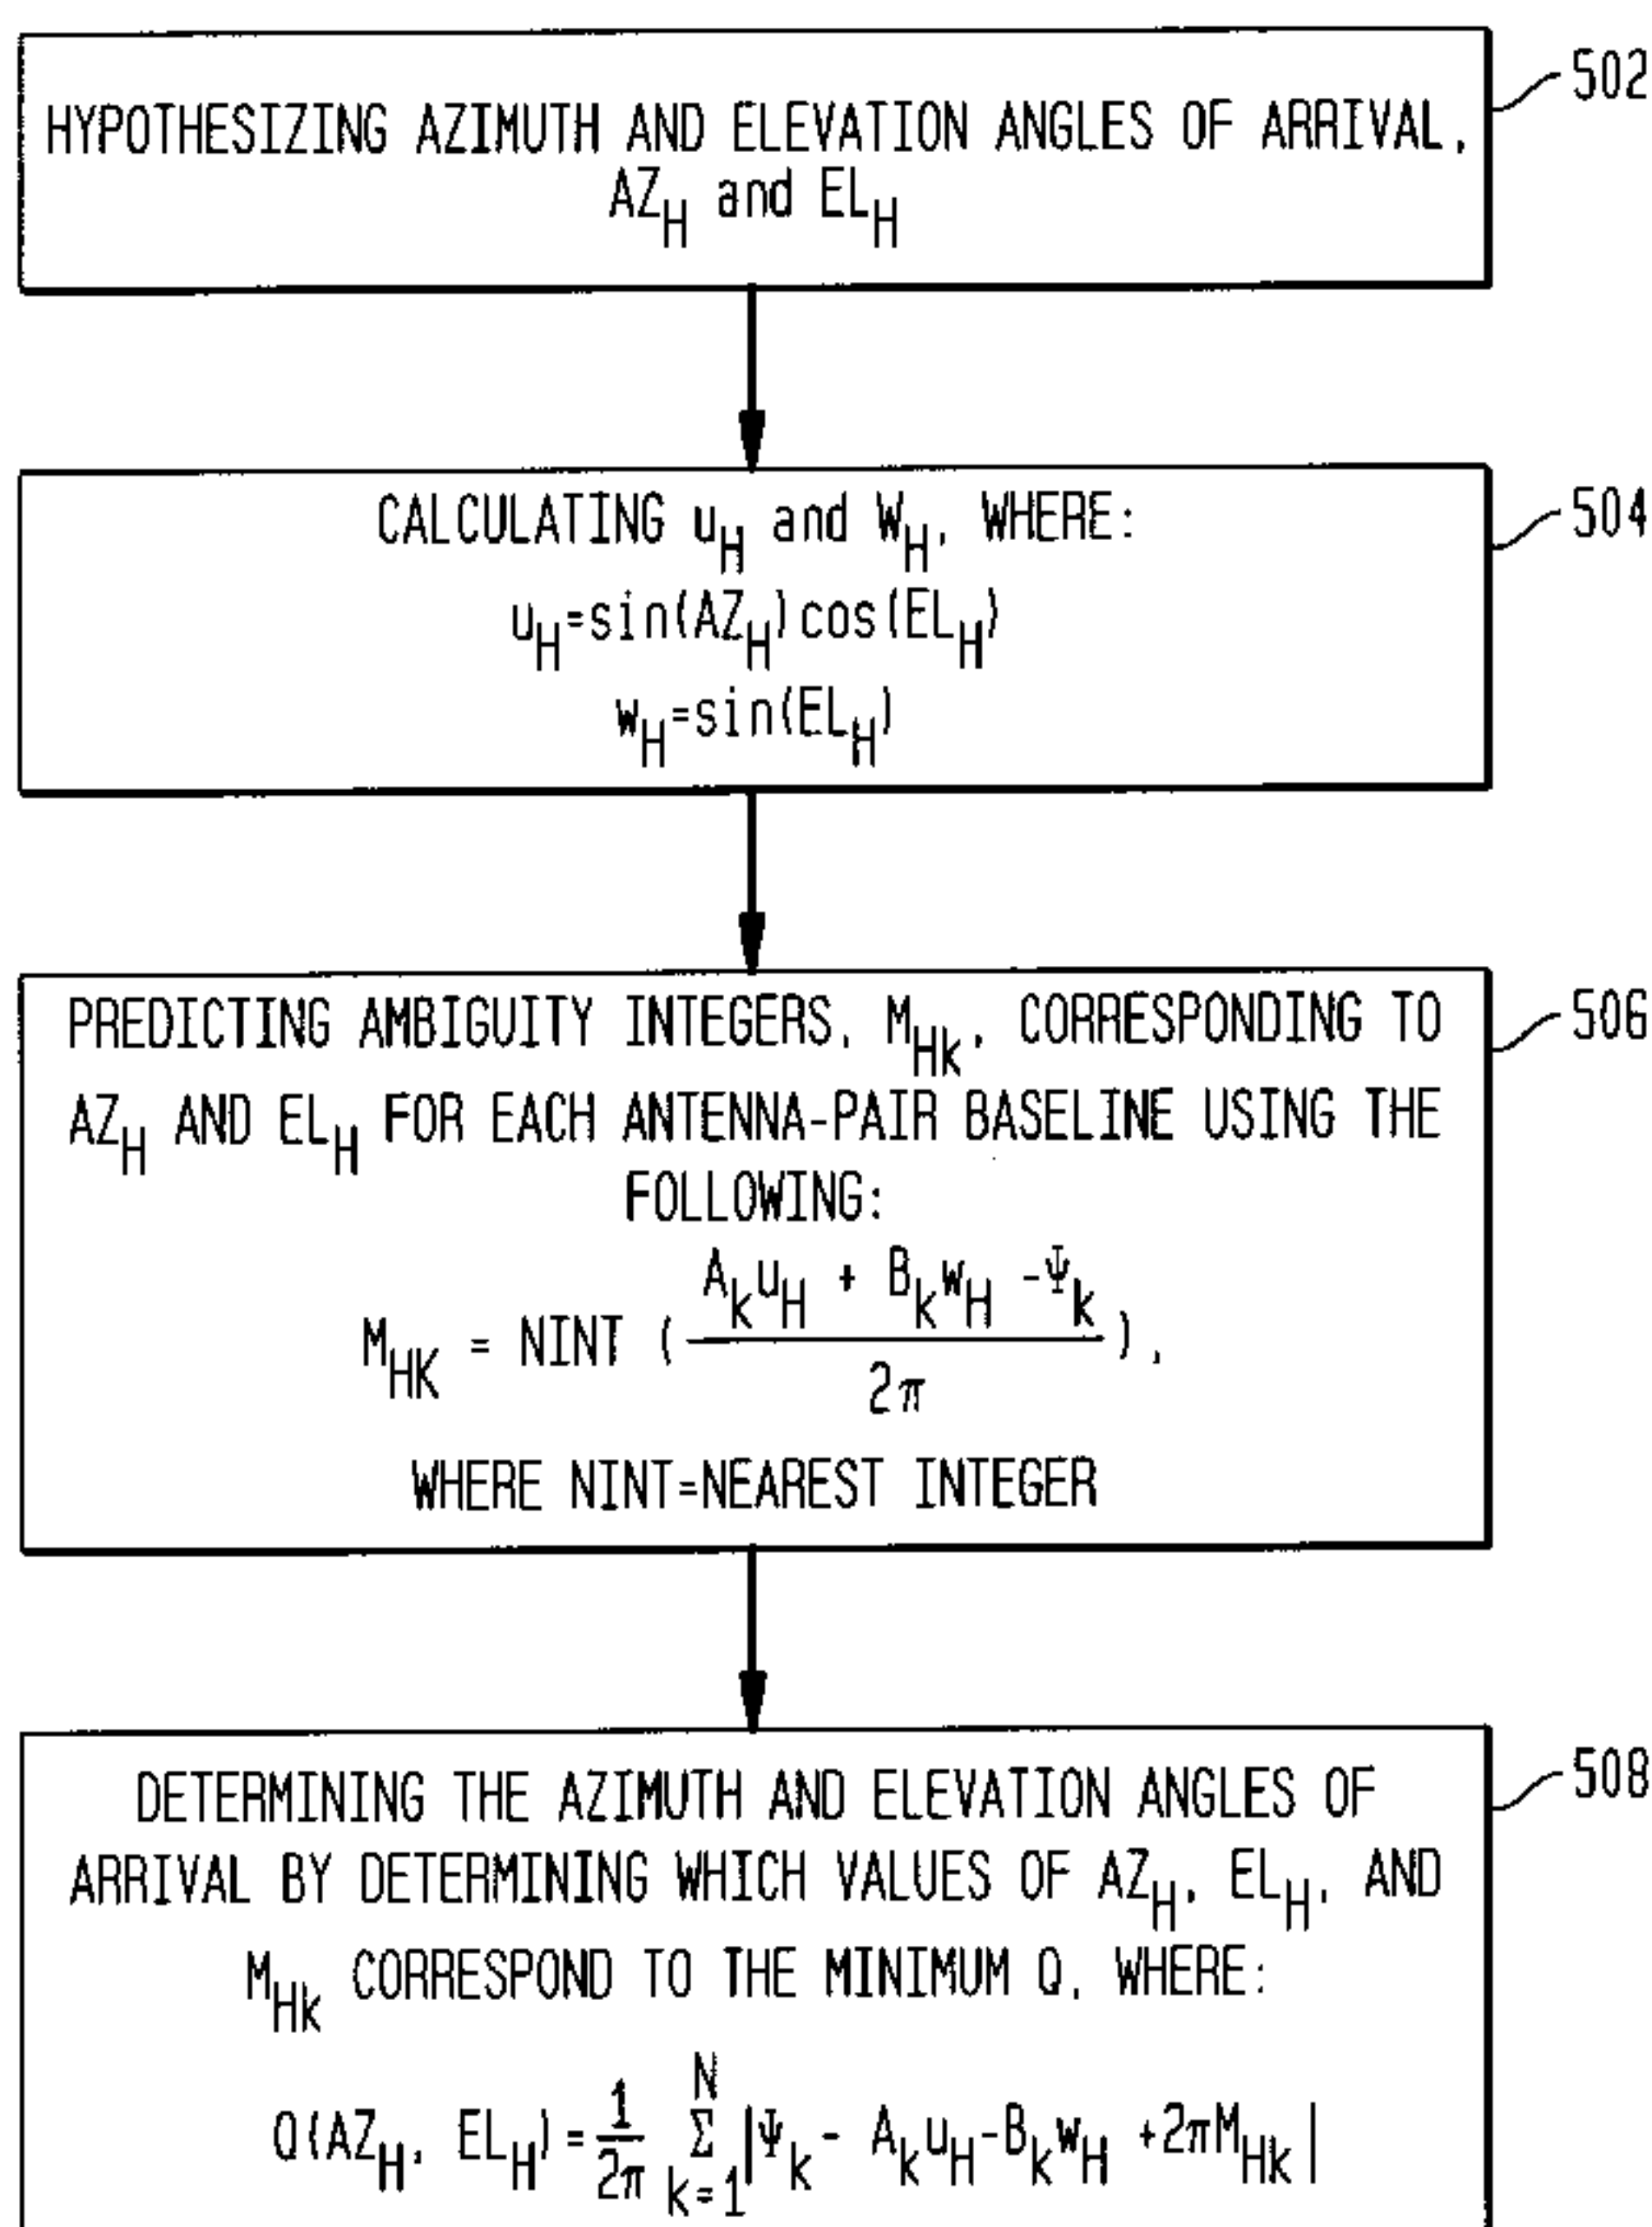 502
HYPOTHESIZING AZIMUTH AND ELEVATION ANGLES OF ARRIVAL,
AZ_H and EL_H
504
CALCULATING u_H and W_H, WHERE:
u_H=sin(AZ_H)cos(EL_H)
w_H=sin(EL_H)
506
PREDICTING AMBIGUITY INTEGERS, M_Hk, CORRESPONDING TO
AZ_H AND EL_H FOR EACH ANTENNA-PAIR BASELINE USING THE
FOLLOWING:
M_HK = NINT ( (A_k u_H + B_k w_H - Ψ_k) / 2π ),
WHERE NINT=NEAREST INTEGER
508
DETERMINING THE AZIMUTH AND ELEVATION ANGLES OF
ARRIVAL BY DETERMINING WHICH VALUES OF AZ_H, EL_H, AND
M_Hk CORRESPOND TO THE MINIMUM Q, WHERE:
Q(AZ_H, EL_H)= 1/2π Σ_{k=1}^{N} |Ψ_k - A_k u_H - B_k w_H + 2πM_Hk|